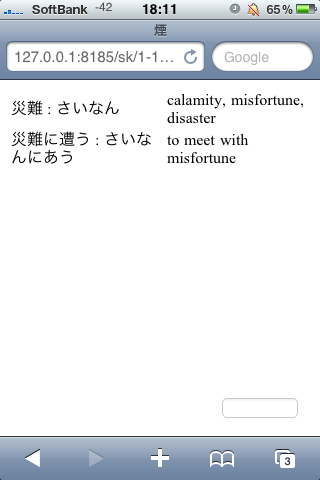 SoftBank -42 18:11 65%
煙
127.0.0.1:8185/sk/1-1... Google
災難 : さいなん
calamity, misfortune,
disaster
災難に遭う : さいな
んにあう
to meet with
misfortune
3